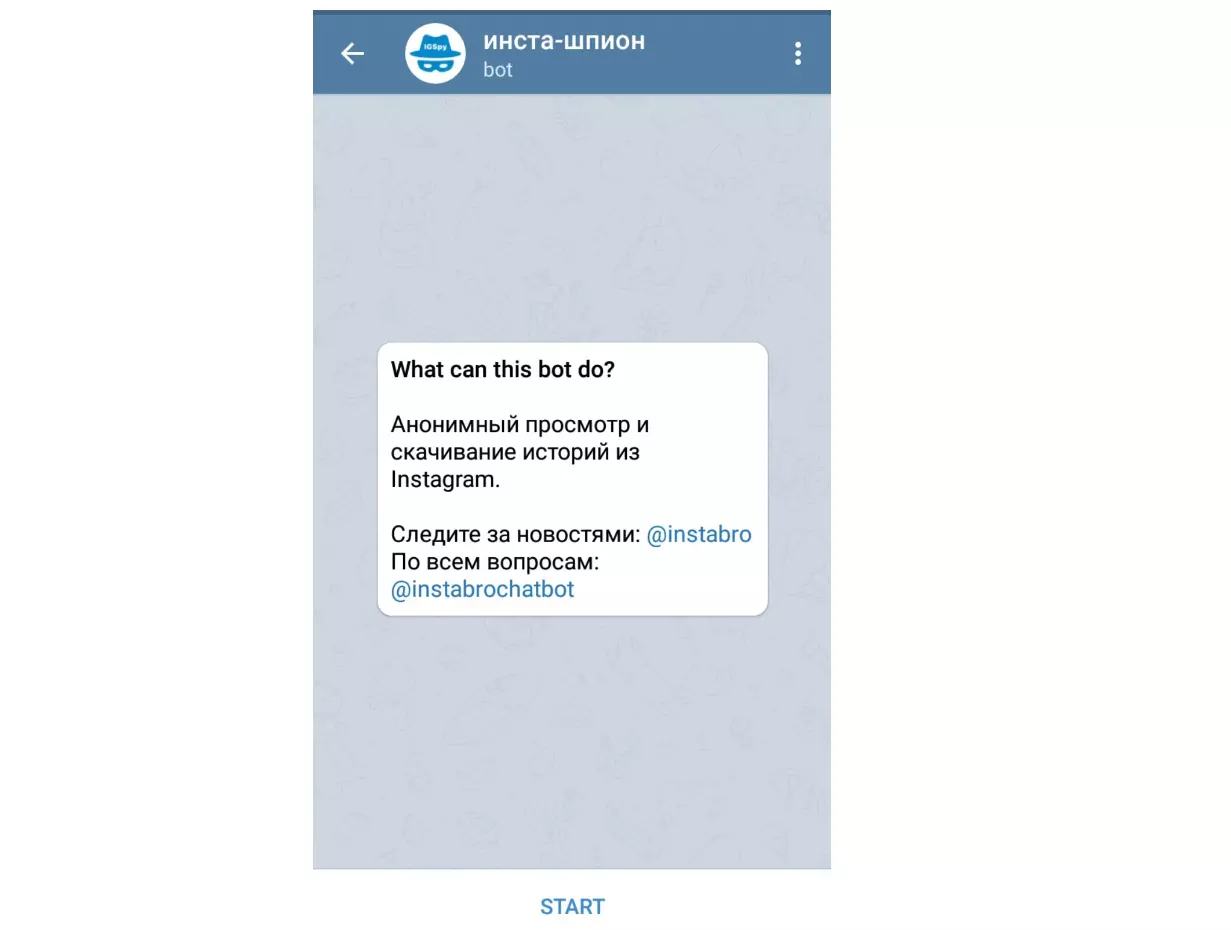 инста-шпион
IGSpy
bot
What can this bot do?
Анонимный просмотр и
скачивание историй из
Instagram.
Следите за новостями: @instabro
По всем вопросам:
@instabrochatbot
START